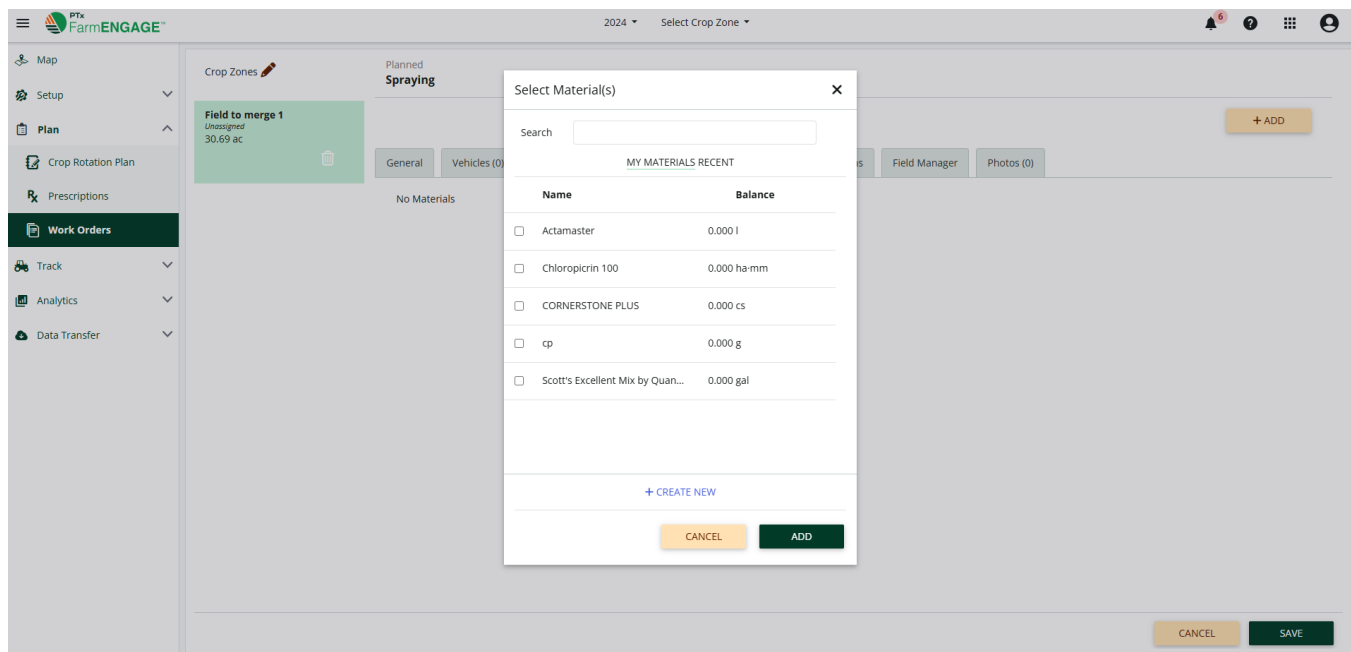 PTx
FarmENGAGE™
2024
Select Crop Zone
6
Map
Setup
Plan
Crop Rotation Plan
Rx Prescriptions
Work Orders
Track
Analytics
Data Transfer
Crop Zones
Field to merge 1
Unassigned
30.69 ac
Planned
Spraying
+ ADD
General
Vehicles (0)
Field Manager
Photos (0)
No Materials
Select Material(s)
Search
MY MATERIALS RECENT
Name Balance
Actamaster 0.000 l
Chloropicrin 100 0.000 ha·mm
CORNERSTONE PLUS 0.000 cs
cp 0.000 g
Scott's Excellent Mix by Quan... 0.000 gal
+ CREATE NEW
CANCEL ADD
CANCEL SAVE